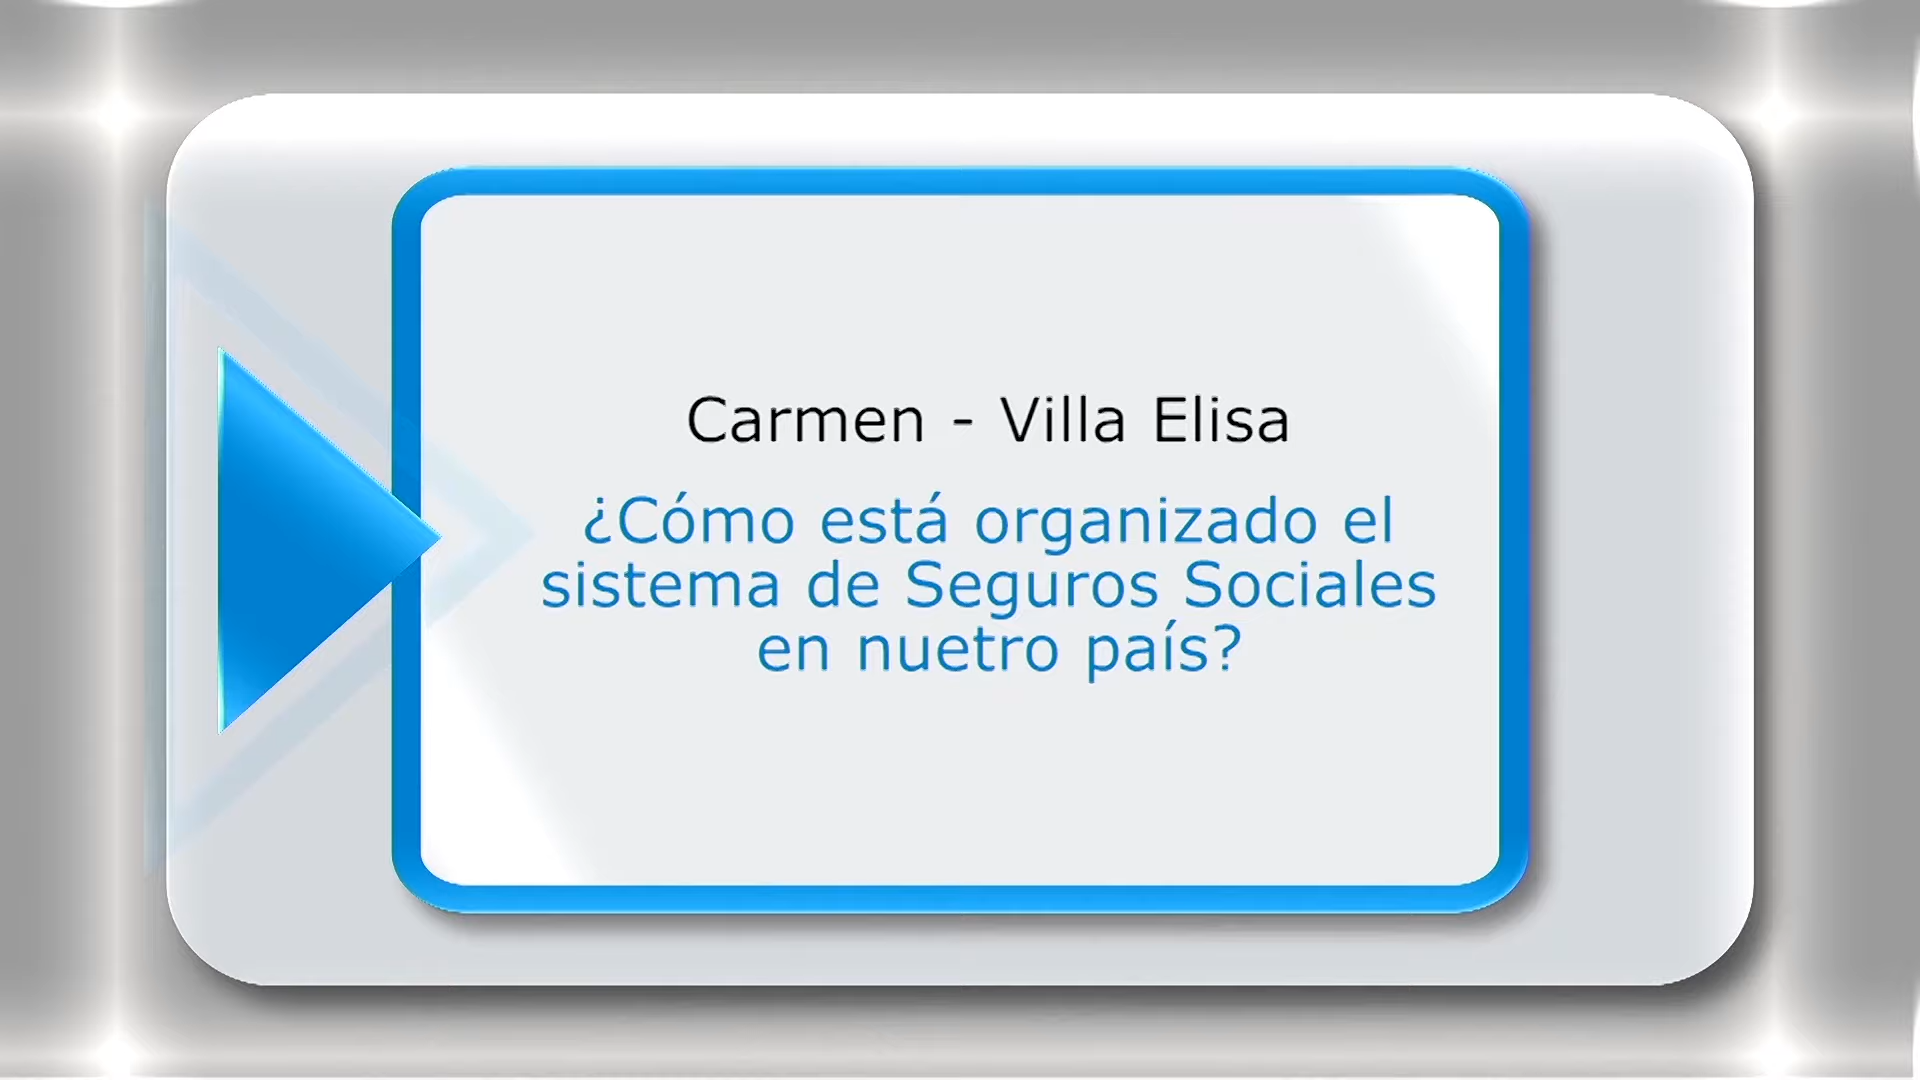 Carmen - Villa Elisa
¿Cómo está organizado el
sistema de Seguros Sociales
en nuetro país?